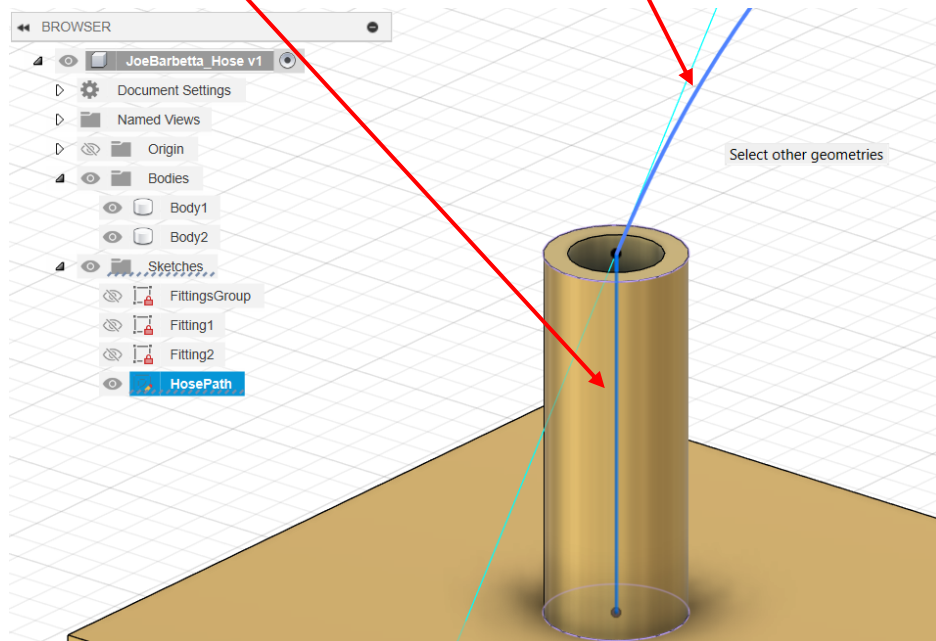 BROWSER
JoeBarbetta_Hose v1
Document Settings
Named Views
Origin
Bodies
Body1
Body2
Sketches
FittingsGroup
Fitting1
Fitting2
HosePath
Select other geometries